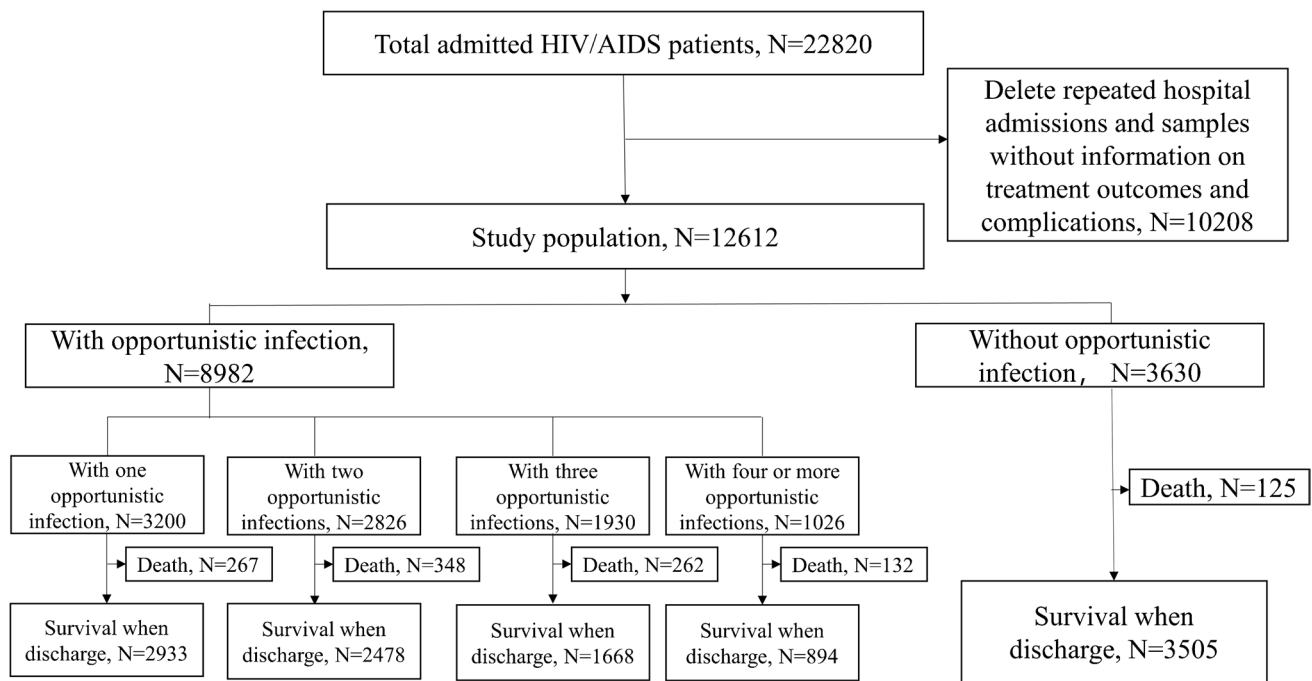 Total admitted HIV/AIDS patients, N=22820
Delete repeated hospital
admissions and samples
without information on
treatment outcomes and
complications, N=10208
Study population, N=12612
With opportunistic infection,
N=8982
Without opportunistic
infection， N=3630
With one
opportunistic
infection, N=3200
With two
opportunistic
infections, N=2826
With three
opportunistic
infections, N=1930
With four or more
opportunistic
infections, N=1026
Death, N=125
Death, N=267
Death, N=348
Death, N=262
Death, N=132
Survival when
discharge, N=2933
Survival when
discharge, N=2478
Survival when
discharge, N=1668
Survival when
discharge, N=894
Survival when
discharge, N=3505